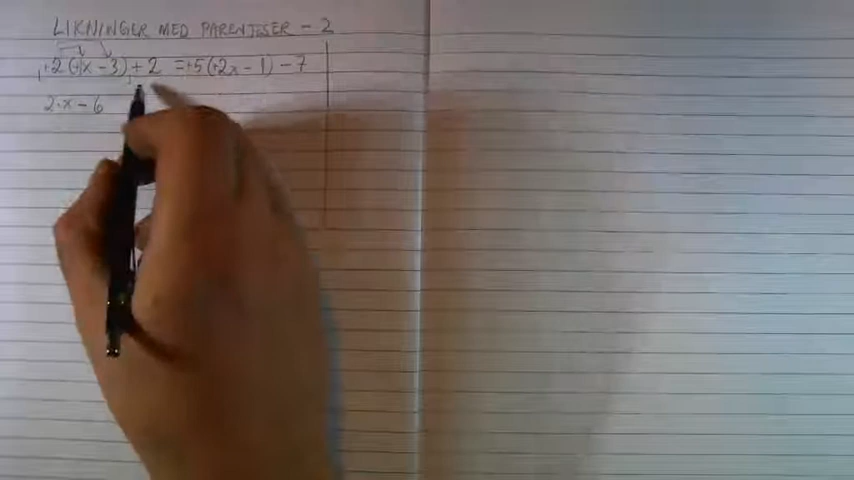 LIKNINGER MED PARENTESER - 2
+2(+x - 3) + 2 = +5(+2x - 1) - 7
2·x - 6